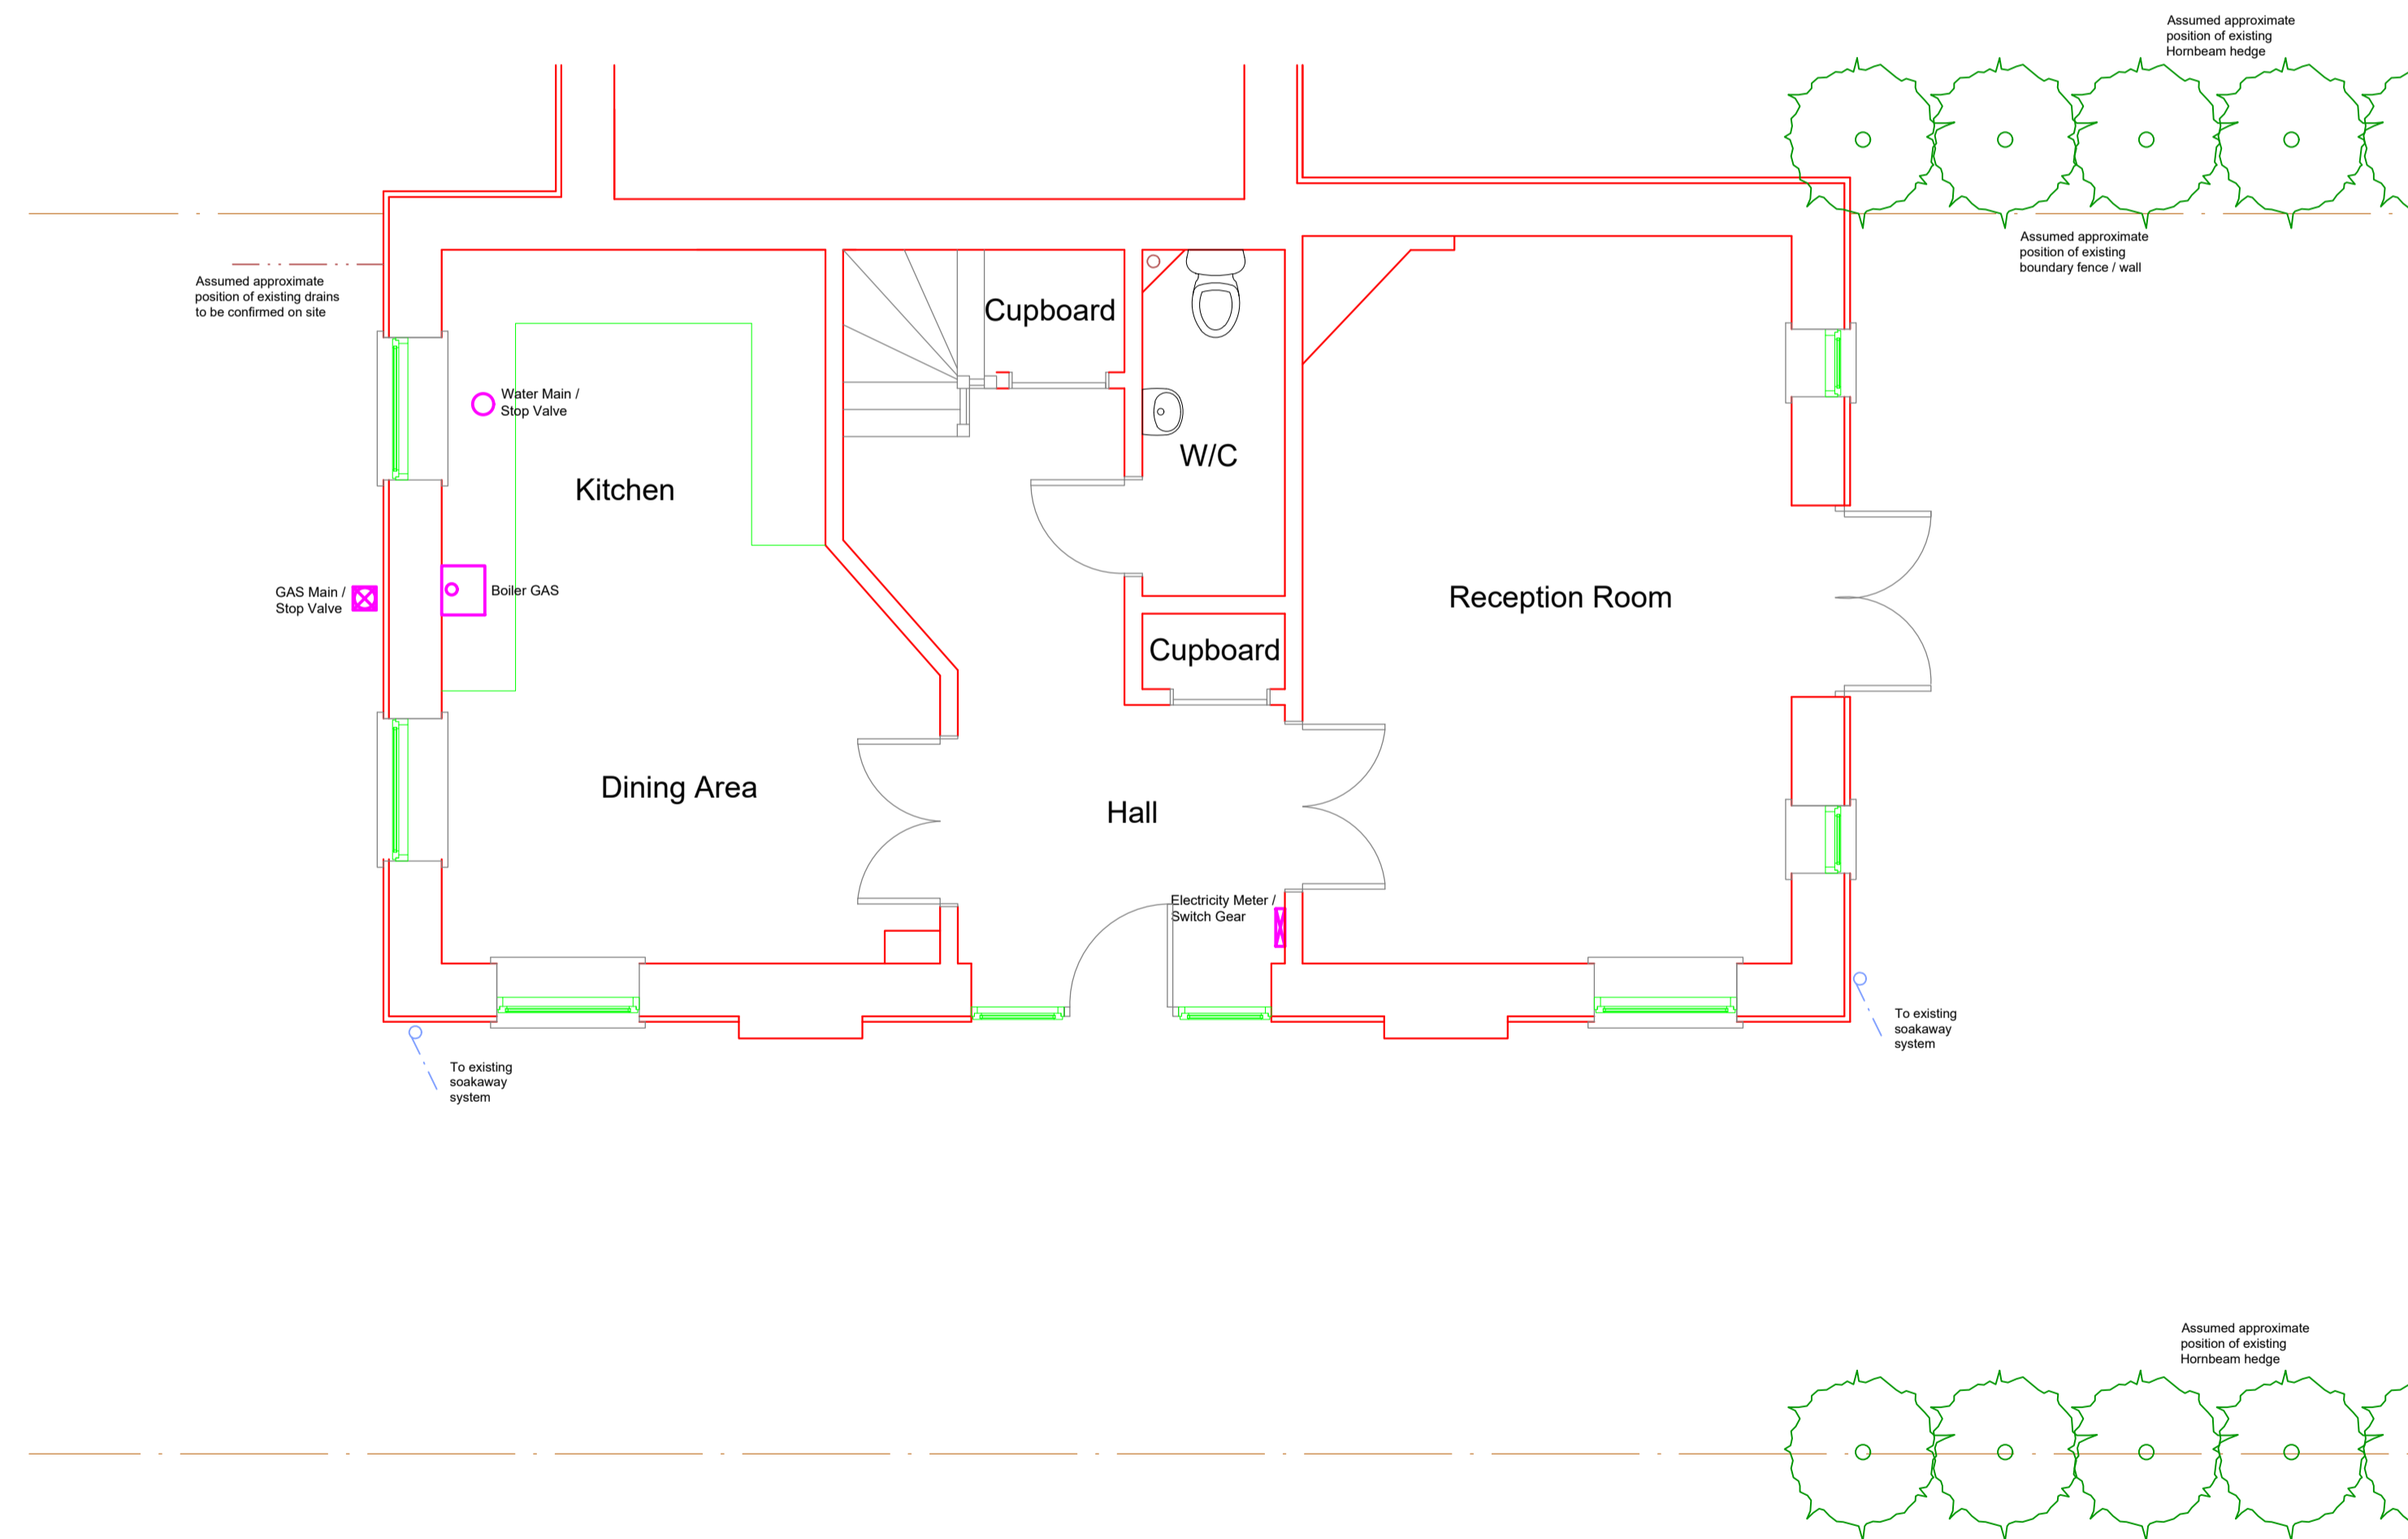 Assumed approximate
position of existing
Hornbeam hedge
Assumed approximate
position of existing
boundary fence / wall
Assumed approximate
position of existing drains
to be confirmed on site
Cupboard
Water Main /
Stop Valve
W/C
Kitchen
GAS Main /
Stop Valve
Boiler GAS
Reception Room
Cupboard
Dining Area
Hall
Electricity Meter /
Switch Gear
To existing
soakaway
system
To existing
soakaway
system
Assumed approximate
position of existing
Hornbeam hedge